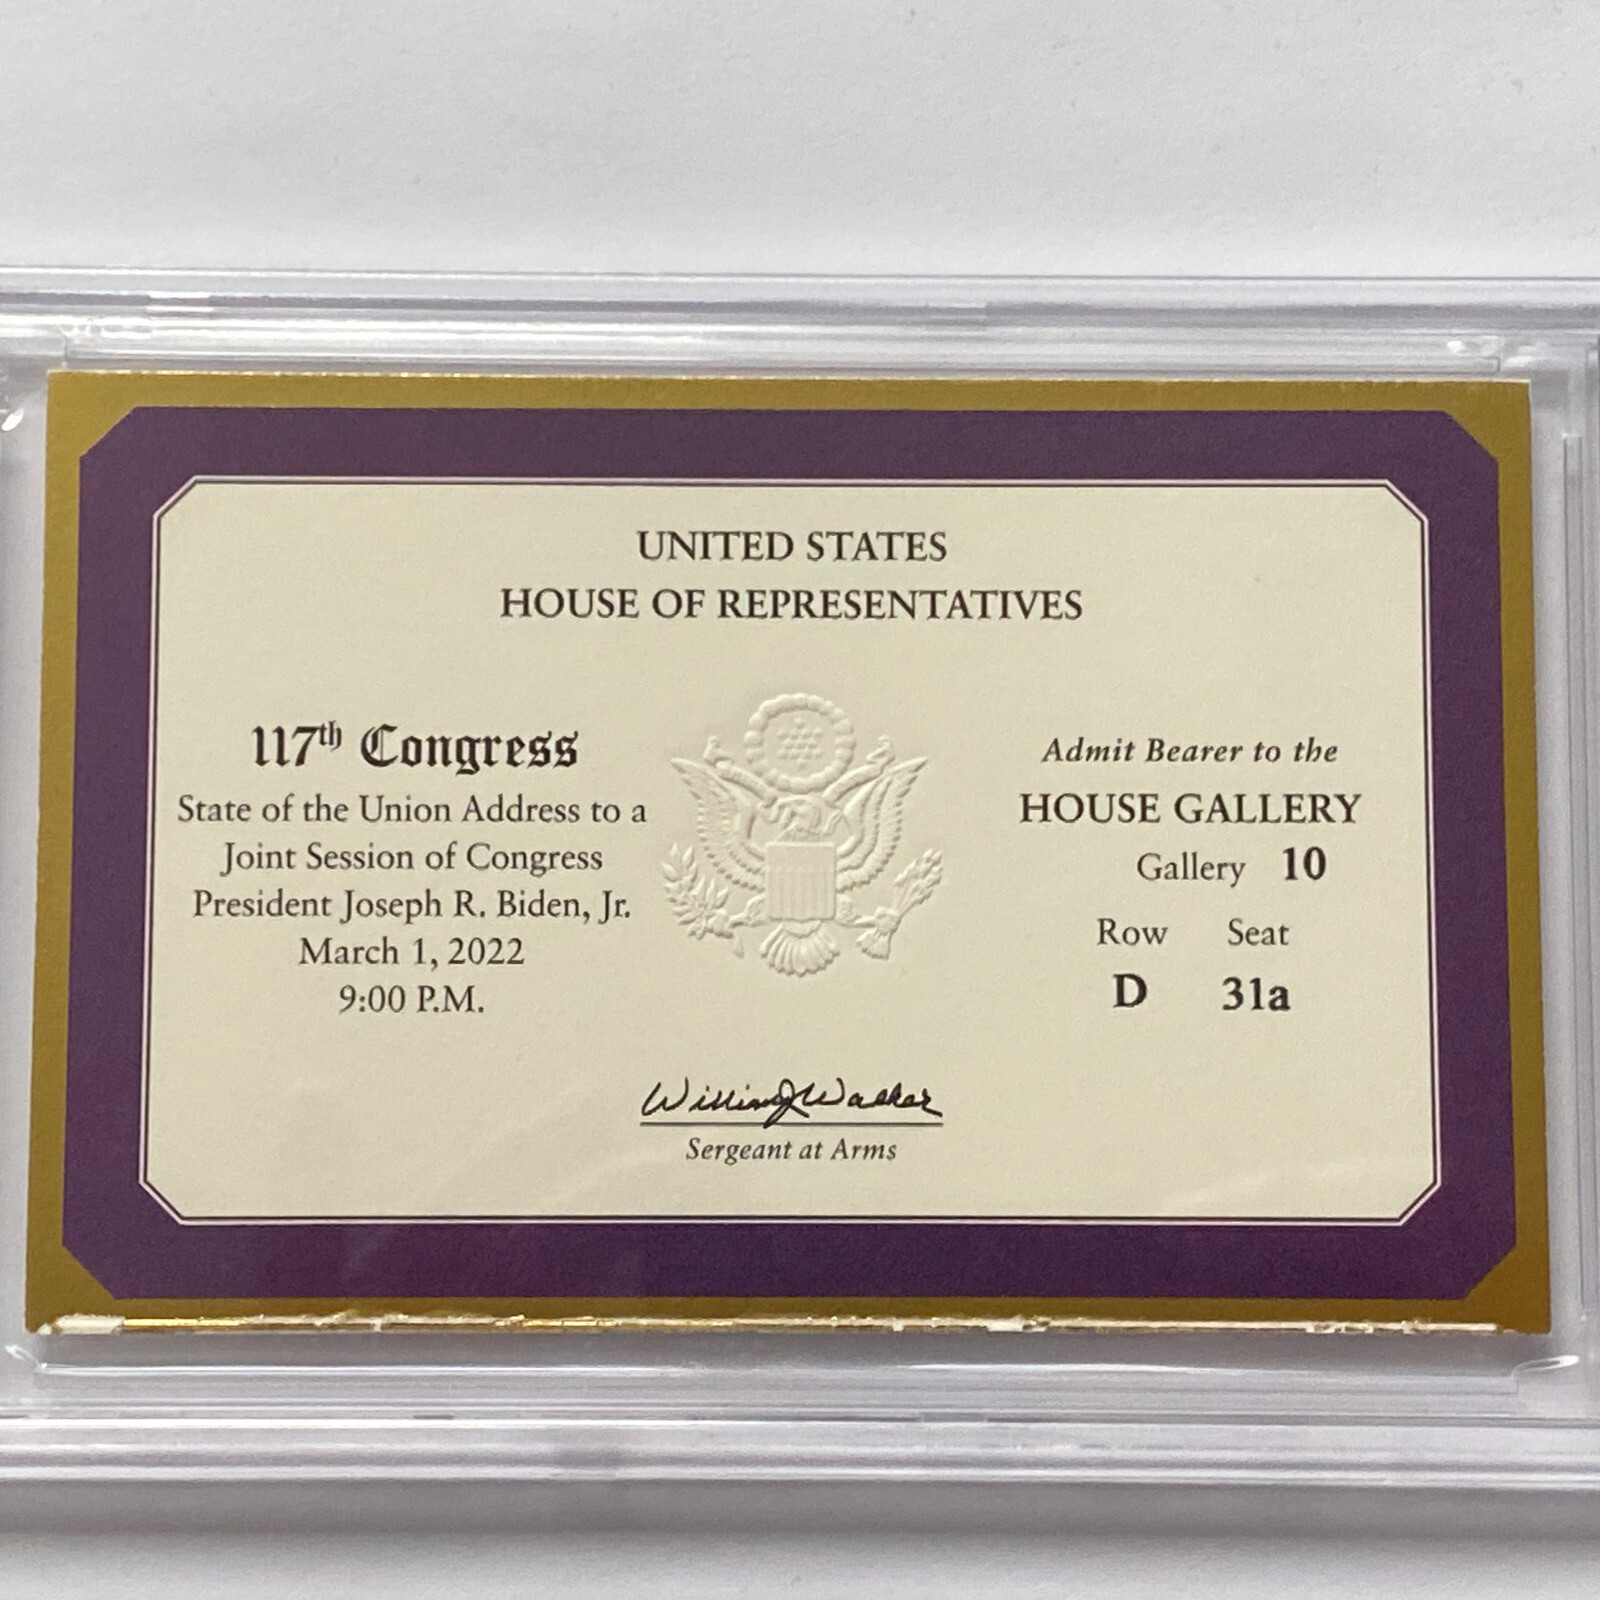 UNITED STATES
HOUSE OF REPRESENTATIVES
117th Congress
State of the Union Address to a
Joint Session of Congress
President Joseph R. Biden, Jr.
March 1, 2022
9:00 P.M.
Admit Bearer to the
HOUSE GALLERY
Gallery 10
Row Seat
D 31a
William J Walker
Sergeant at Arms